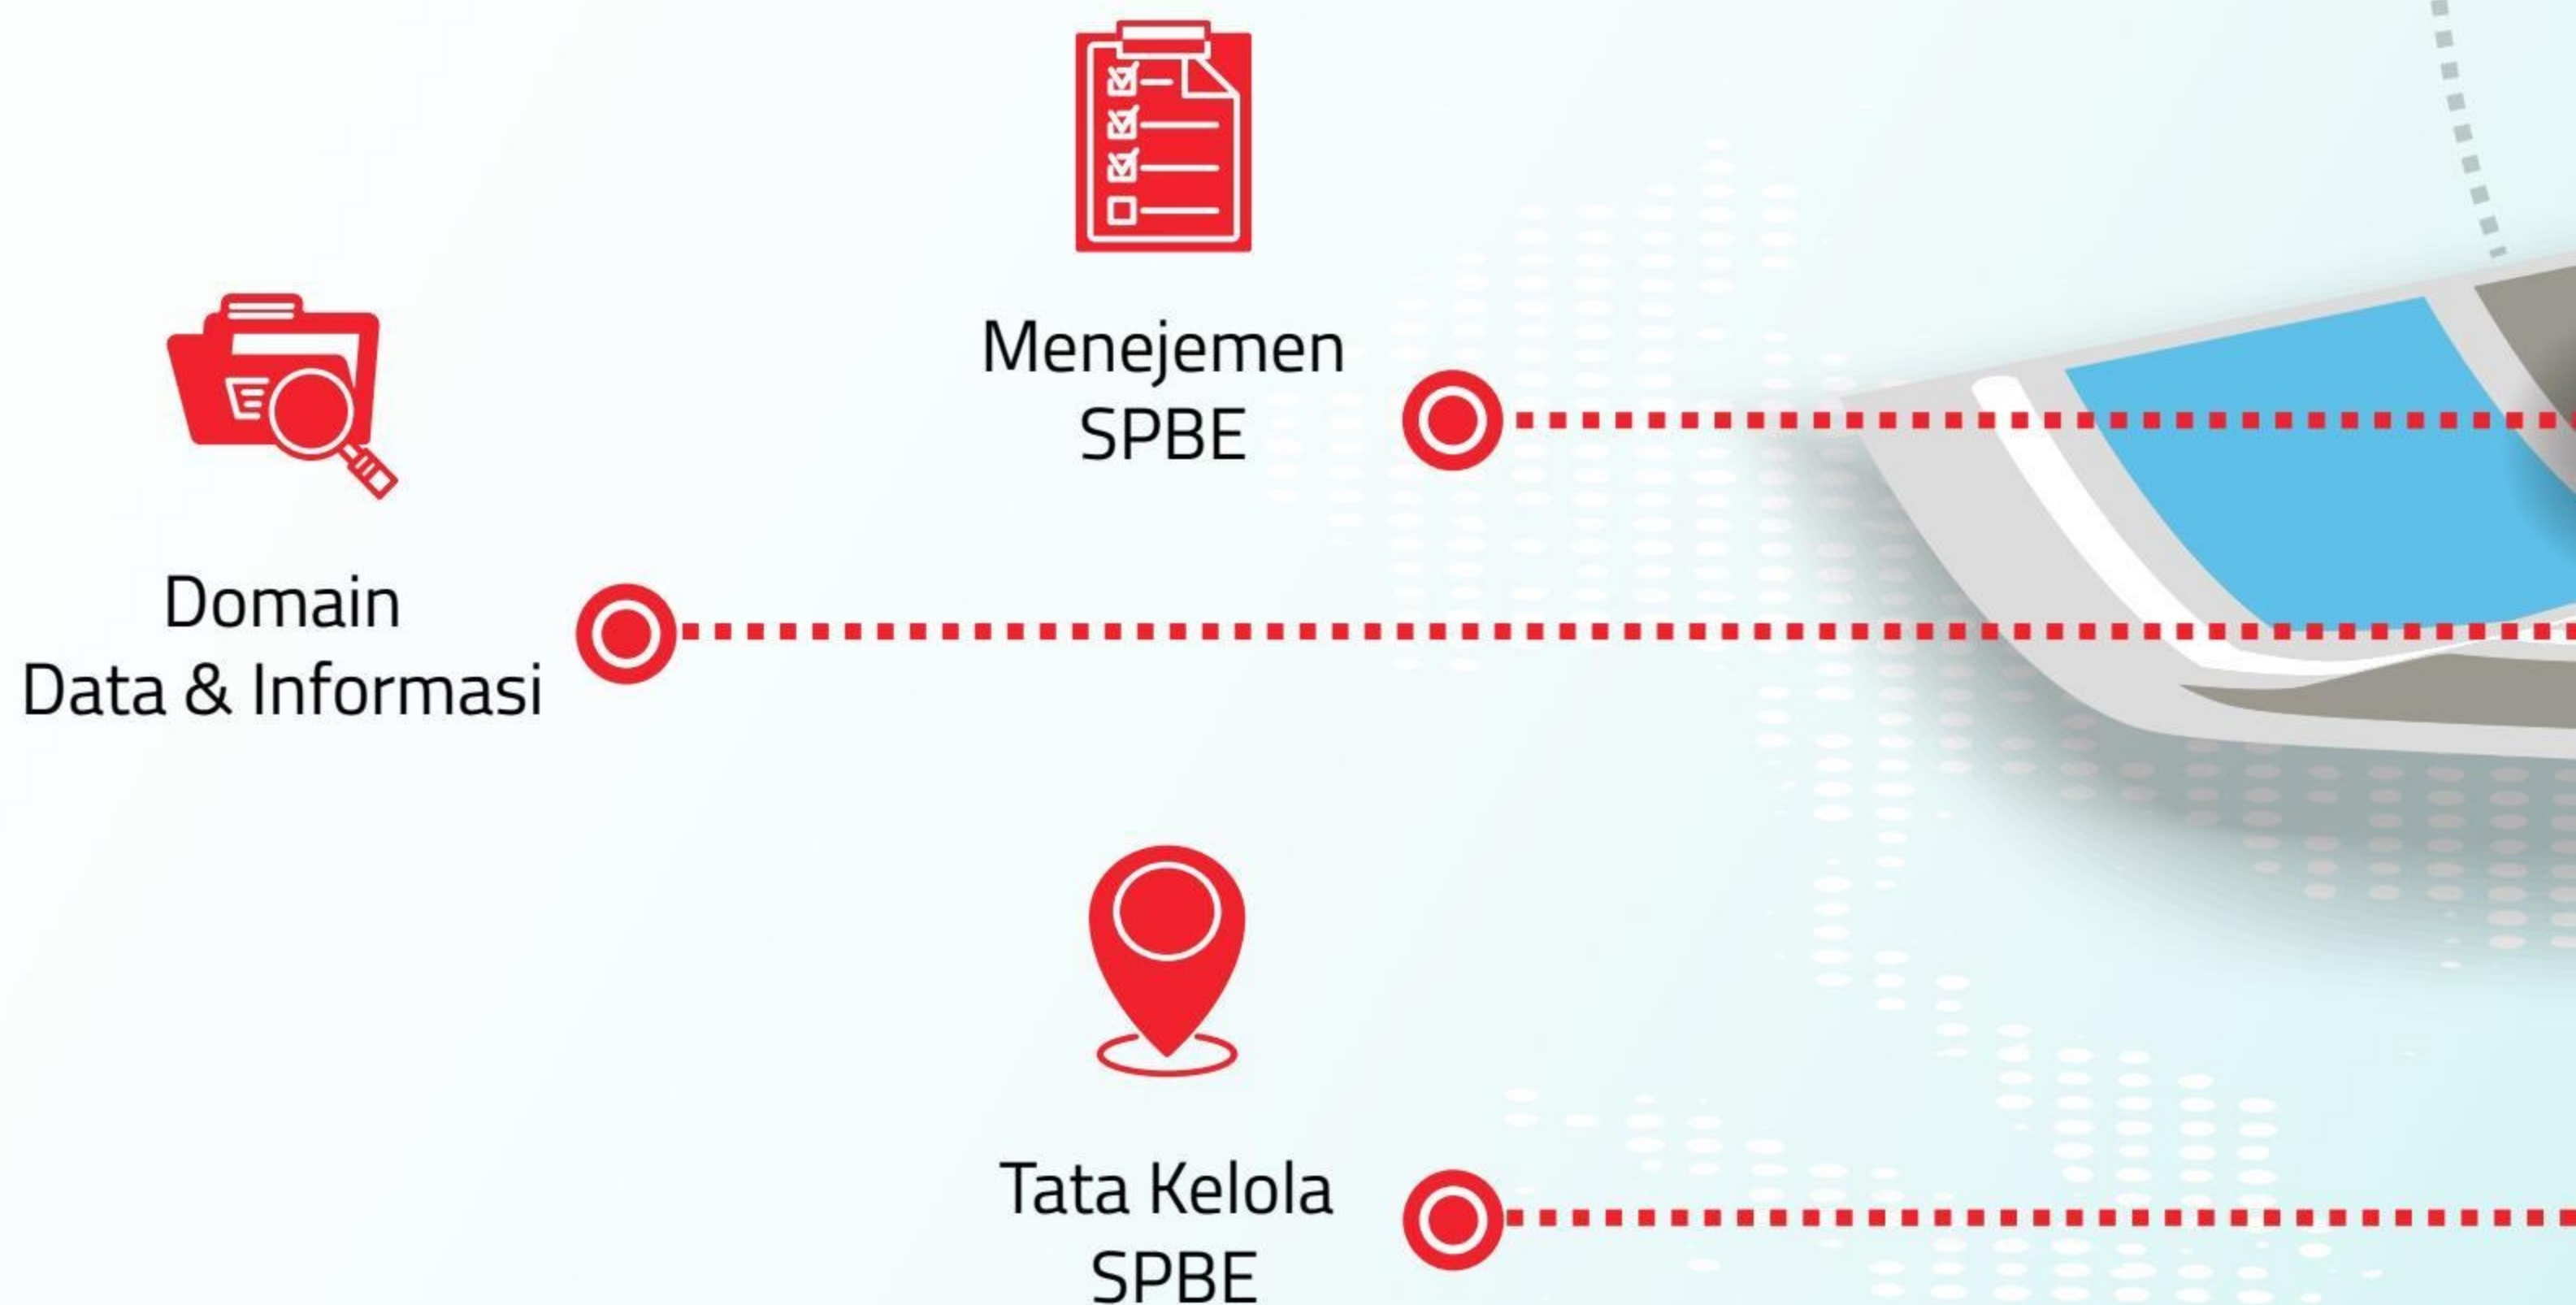 Menejemen
SPBE
Domain
Data & Informasi
Tata Kelola
SPBE